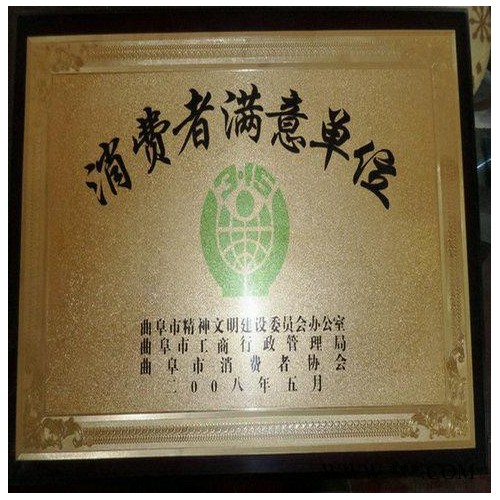 消费者满意单位
3·15
曲阜市精神文明建设委员会办公室
曲阜市工商行政管理局
曲阜市消费者协会
二00八年五月